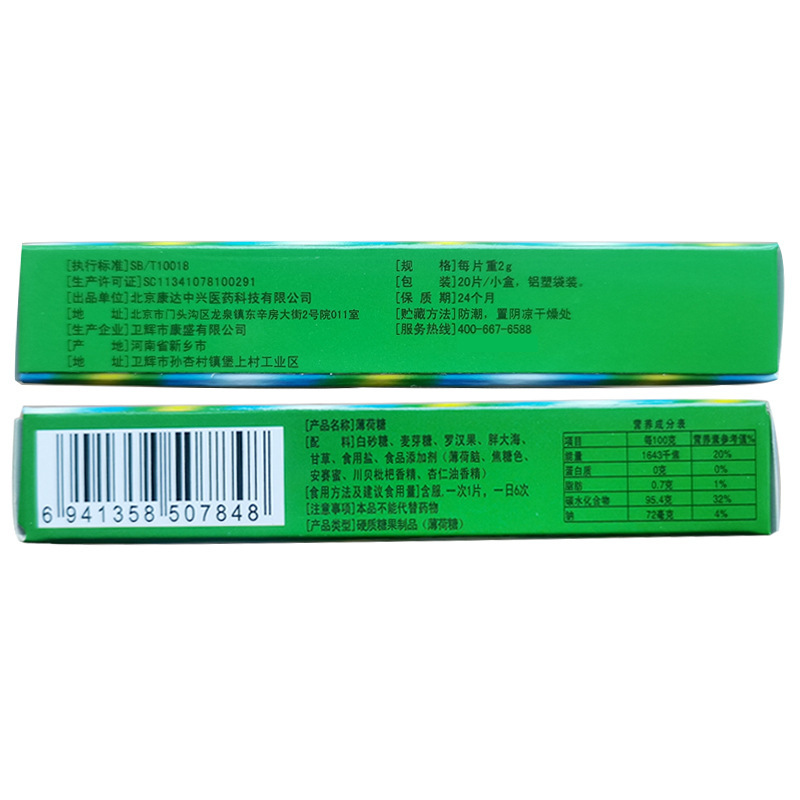 [执行标准]SB/T10018
[生产许可证]SC11341078100291
[出品单位]北京康达中兴医药科技有限公司
[地 址]北京市门头沟区龙泉镇东辛房大街2号院011室
[生产企业]卫辉市康盛有限公司
[产 地]河南省新乡市
[地 址]卫辉市孙杏村镇堡上村工业区
[规 格]每片重2g
[包 装]20片/小盒,铝塑袋装。
[保 质 期]24个月
[贮藏方法]防潮,置阴凉干燥处
[服务热线]400-667-6588
6 941358 507848
[产品名称]薄荷糖
[配 料]白砂糖、麦芽糖、罗汉果、胖大海、
甘草、食用盐、食品添加剂(薄荷脑、焦糖色、
安赛蜜、川贝枇杷香精、杏仁油香精)
[食用方法及建议食用量]含服,一次1片,一日6次
[注意事项]本品不能代替药物
[产品类型]硬质糖果制品(薄荷糖)
营养成分表
项目 每100克 营养素参考值%
能量 1643千焦 20%
蛋白质 0克 0%
脂肪 0.7克 1%
碳水化合物 95.4克 32%
钠 72毫克 4%